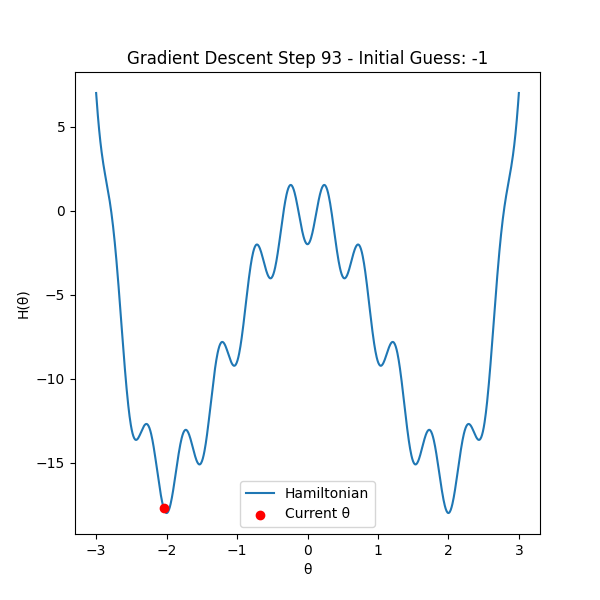 Gradient Descent Step 93 - Initial Guess: -1
H(θ)
5
0
−5
−10
−15
Hamiltonian
Current θ
−3
−2
−1
0
1
2
3
θ